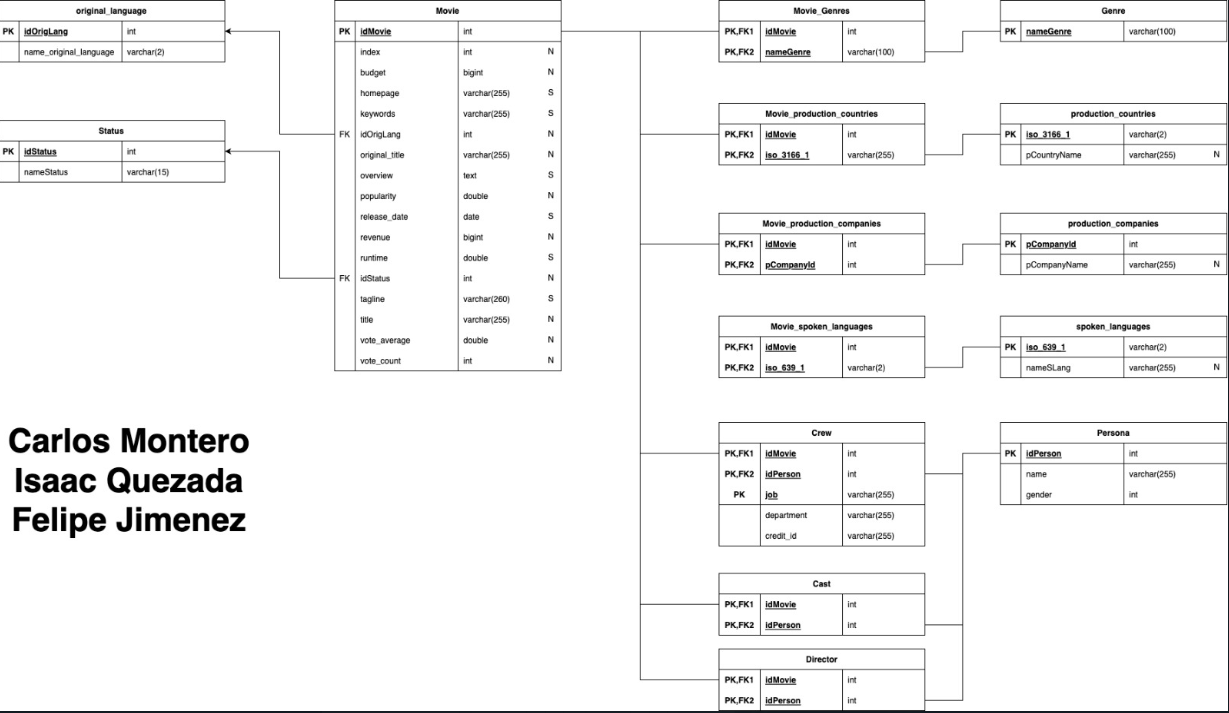 original_language
PK idOrigLang int
name_original_language varchar(2)
Status
PK idStatus int
nameStatus varchar(15)
Movie
PK idMovie int
index int N
budget bigint N
homepage varchar(255) S
keywords varchar(255) S
FK idOrigLang int N
original_title varchar(255) N
overview text S
popularity double N
release_date date S
revenue bigint N
runtime double S
FK idStatus int N
tagline varchar(260) S
title varchar(255) N
vote_average double N
vote_count int N
Movie_Genres
PK,FK1 idMovie int
PK,FK2 nameGenre varchar(100)
Genre
PK nameGenre varchar(100)
Movie_production_countries
PK,FK1 idMovie int
PK,FK2 iso_3166_1 varchar(255)
production_countries
PK iso_3166_1 varchar(2)
pCountryName varchar(255) N
Movie_production_companies
PK,FK1 idMovie int
PK,FK2 pCompanyId int
production_companies
PK pCompanyId int
pCompanyName varchar(255) N
Movie_spoken_languages
PK,FK1 idMovie int
PK,FK2 iso_639_1 varchar(2)
spoken_languages
PK iso_639_1 varchar(2)
nameSLang varchar(255) N
Crew
PK,FK1 idMovie int
PK,FK2 idPerson int
PK job varchar(255)
department varchar(255)
credit_id varchar(255)
Persona
PK idPerson int
name varchar(255)
gender int
Cast
PK,FK1 idMovie int
PK,FK2 idPerson int
Director
PK,FK1 idMovie int
PK,FK2 idPerson int
Carlos Montero
Isaac Quezada
Felipe Jimenez